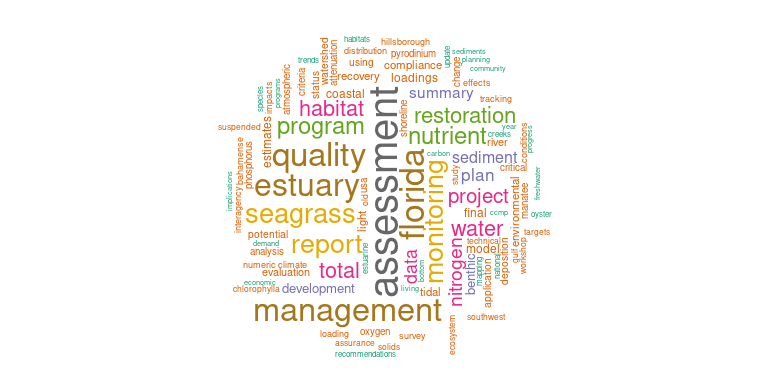 habitats
hillsborough
distribution
pyrodinium
sediments
trends
watershed
attenuation
using
compliance
update
planning
community
criteria
status
recovery
loadings
change
effects
species
impacts
programs
atmospheric
coastal
summary
tracking
habitat
shoreline
restoration
suspended
estimates
program
nutrient
creeks
year
river
conditions
progress
assessment
quality
florida
carbon
sediment
critical
bahamense
phosphorus
monitoring
study
plan
implications
interagency
estuary
usa
old
project
environmental
manatee
freshwater
seagrass
light
final
ccmp
oyster
potential
water
targets
demand
report
data
nitrogen
technical
model
gulf
workshop
analysis
estuarine
bottom
benthic
mapping
national
deposition
numeric
climate
evaluation
total
application
economic
chlorophylla
development
living
tidal
management
southwest
loading
oxygen
survey
ecosystem
assurance
solids
recommendations